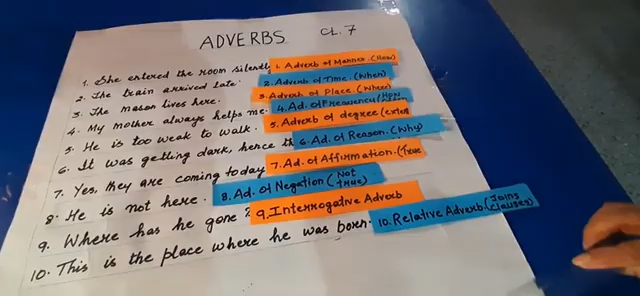 ADVERBS CL. 7
1. She entered the room silently 1. Adverb of Manner. (How)
2. The train arrived late. 2. Adverb of Time. (When)
3. The mason lives here. 3. Adverb of Place. (Where)
4. My mother always helps me. 4. Ad. of Frequency (How
5. He is too weak to walk. 5. Adverb of degree (extent
6. It was getting dark, hence th 6. Ad. of Reason. (Why)
7. Yes, they are coming today 7. Ad. of Affirmation. (True
8. He is not here. 8. Ad. of Negation (Not true)
9. Where has he gone? 9. Interrogative Adverb
10. This is the place where he was born. 10. Relative Adverb (Joins clauses)